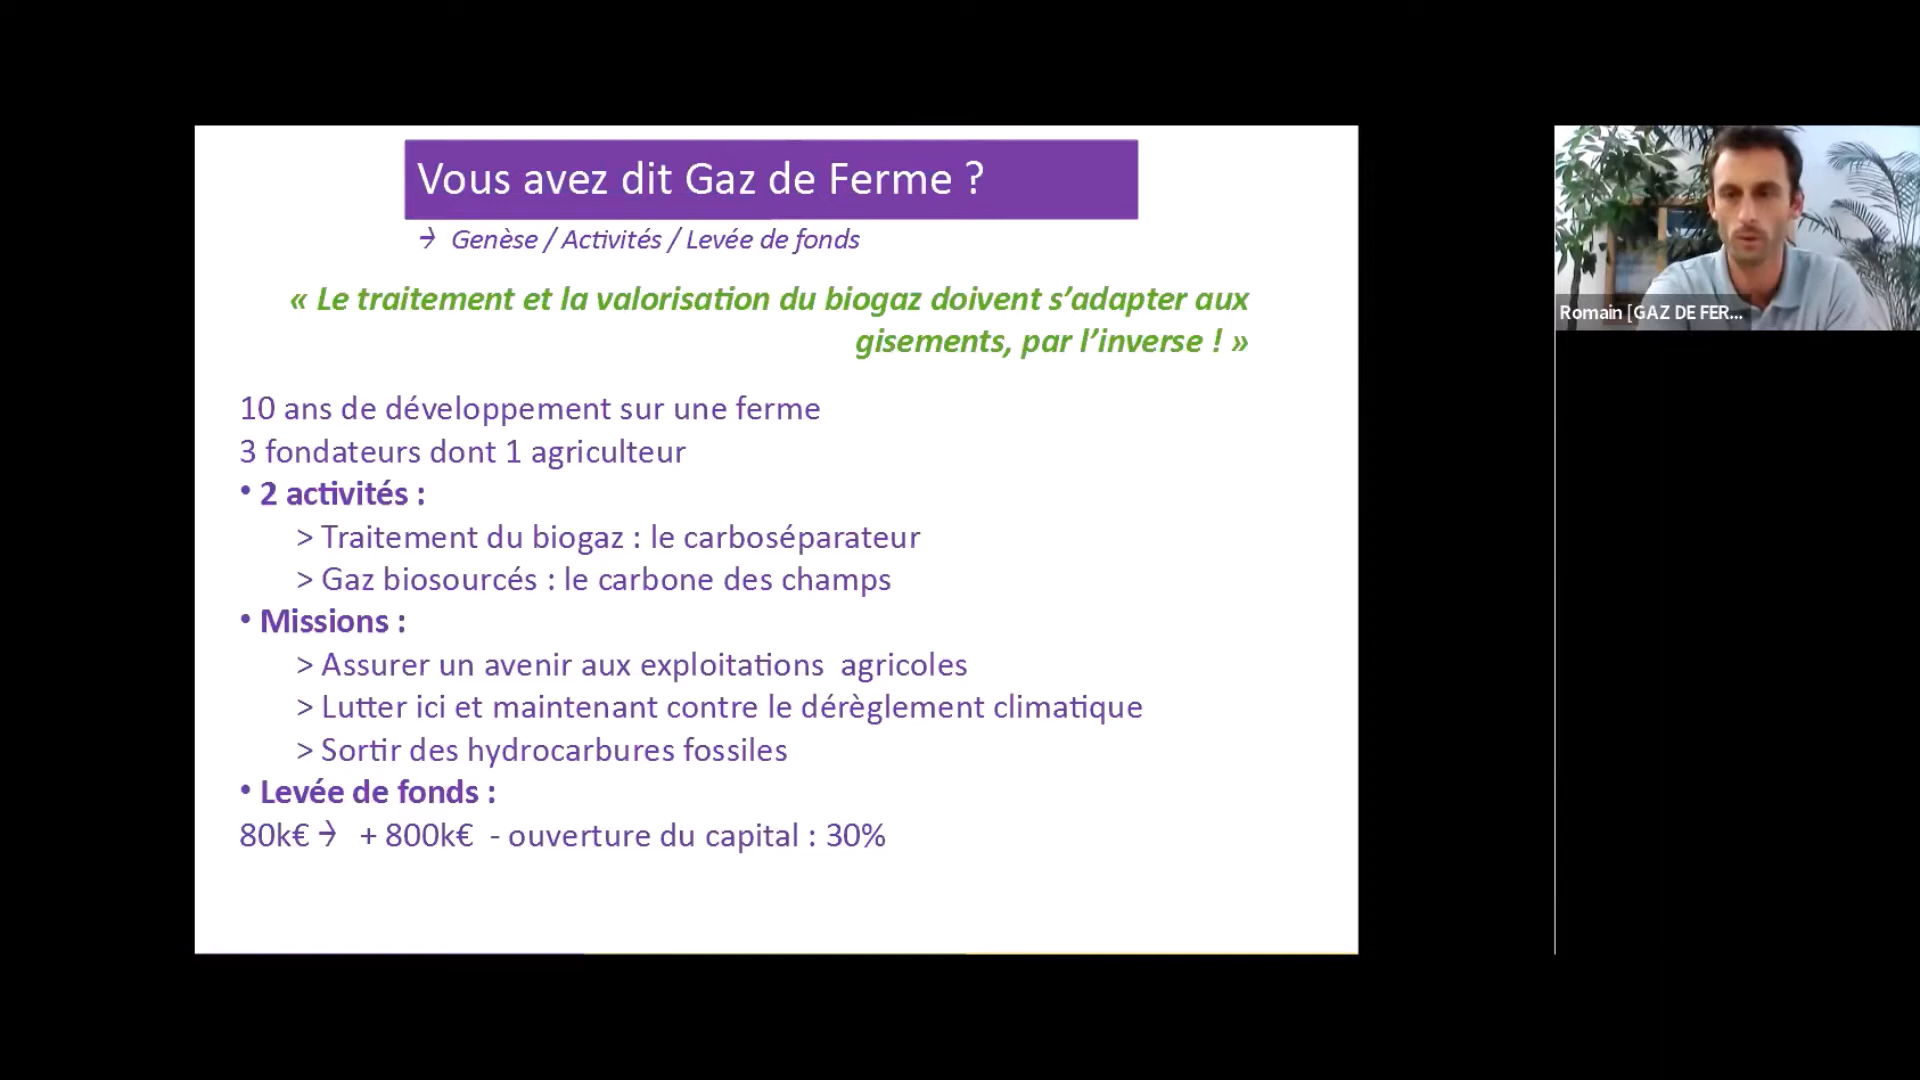 Vous avez dit Gaz de Ferme ?
→ Genèse / Activités / Levée de fonds
« Le traitement et la valorisation du biogaz doivent s’adapter aux
gisements, par l’inverse ! »
10 ans de développement sur une ferme
3 fondateurs dont 1 agriculteur
• 2 activités :
> Traitement du biogaz : le carboséparateur
> Gaz biosourcés : le carbone des champs
• Missions :
> Assurer un avenir aux exploitations agricoles
> Lutter ici et maintenant contre le dérèglement climatique
> Sortir des hydrocarbures fossiles
• Levée de fonds :
80k€ → + 800k€ - ouverture du capital : 30%
Romain [GAZ DE FER...